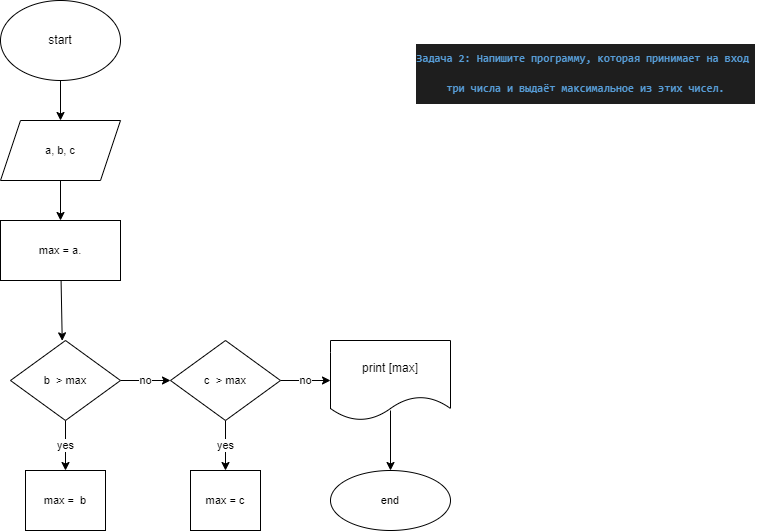 start
Задача 2: Напишите программу, которая принимает на вход
три числа и выдаёт максимальное из этих чисел.
a, b, c
max = a.
b > max
no
c > max
no
print [max]
yes
yes
max = b
max = c
end